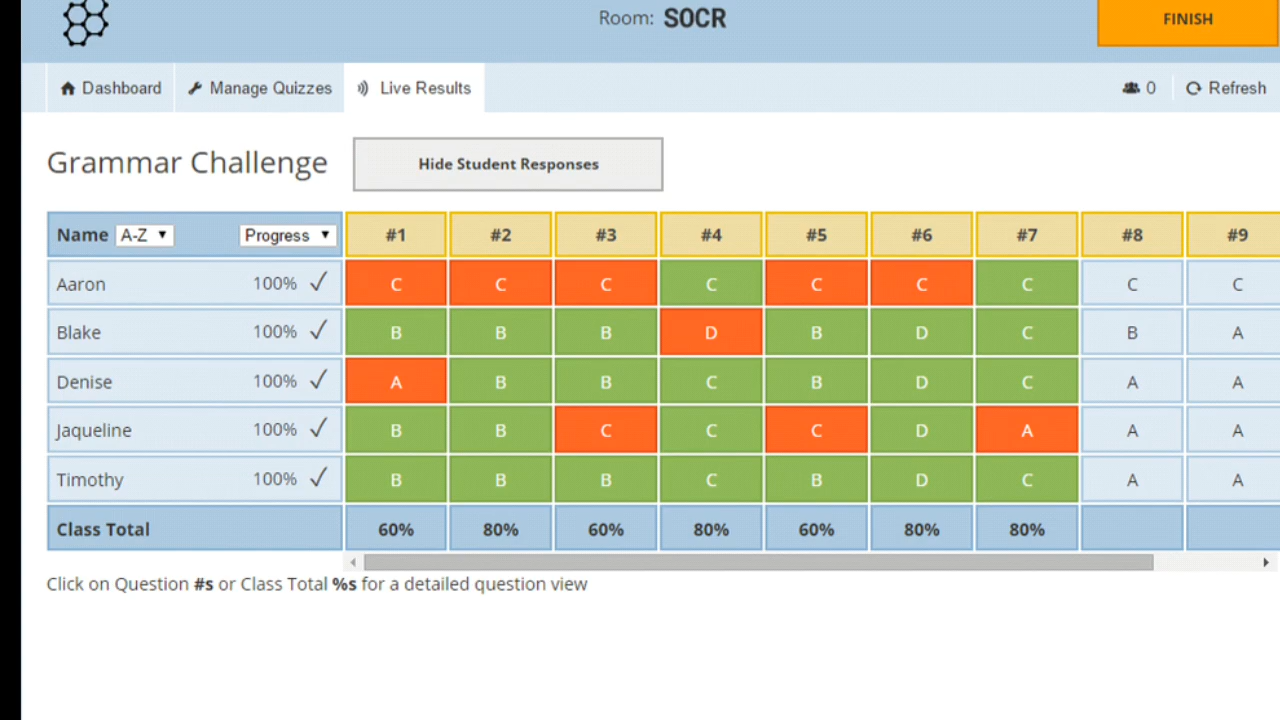 Room: SOCR FINISH
Dashboard Manage Quizzes Live Results 0 Refresh
Grammar Challenge Hide Student Responses
Name A-Z Progress #1 #2 #3 #4 #5 #6 #7 #8 #9
Aaron 100% C C C C C C C C C
Blake 100% B B B D B D C B A
Denise 100% A B B C B D C A A
Jaqueline 100% B B C C C D A A A
Timothy 100% B B B C B D C A A
Class Total 60% 80% 60% 80% 60% 80% 80%
Click on Question #s or Class Total %s for a detailed question view